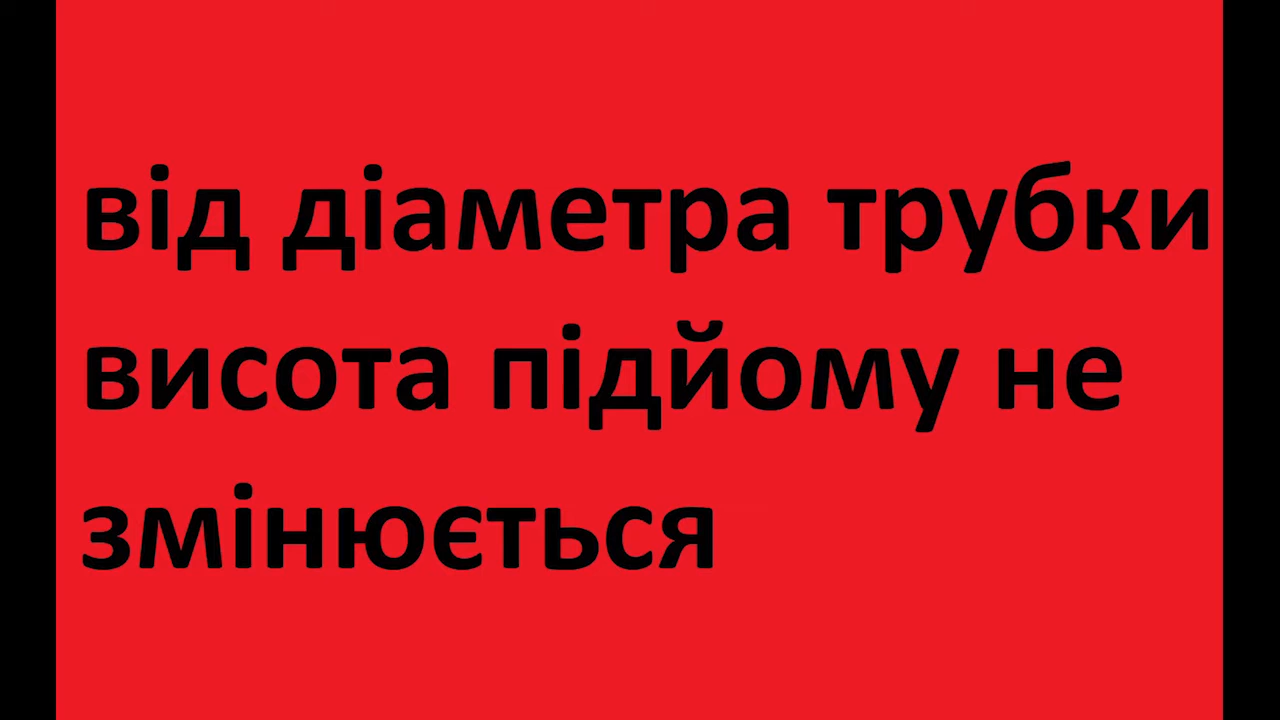 від діаметра трубки
висота підйому не
змінюється